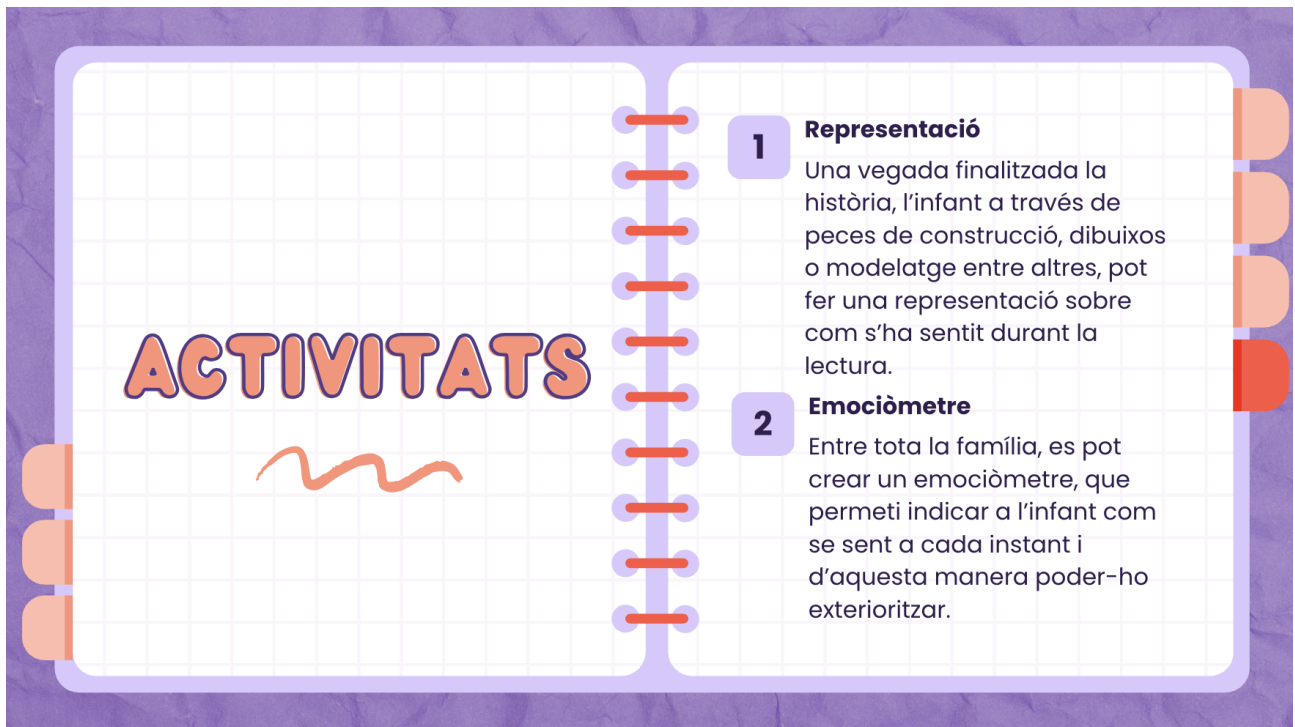 ACTIVITATS
1
Representació
Una vegada finalitzada la
història, l’infant a través de
peces de construcció, dibuixos
o modelatge entre altres, pot
fer una representació sobre
com s’ha sentit durant la
lectura.
2
Emociòmetre
Entre tota la família, es pot
crear un emociòmetre, que
permeti indicar a l’infant com
se sent a cada instant i
d’aquesta manera poder-ho
exterioritzar.